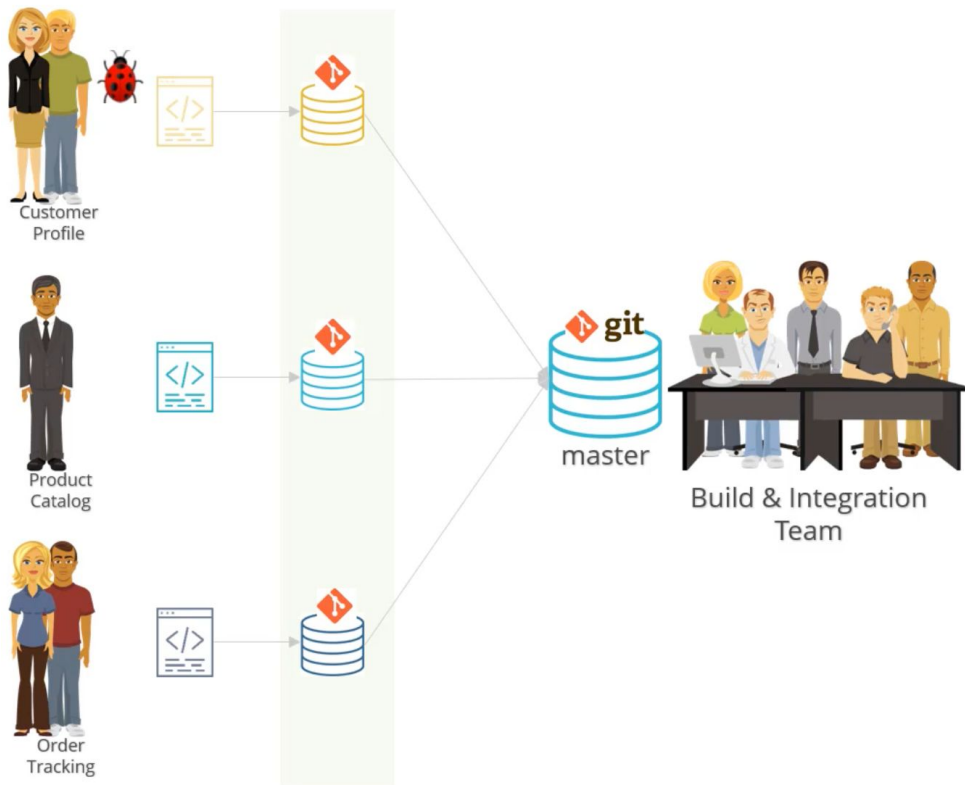 Customer
Profile
</>
Product
Catalog
</>
Order
Tracking
</>
git
master
Build & Integration
Team